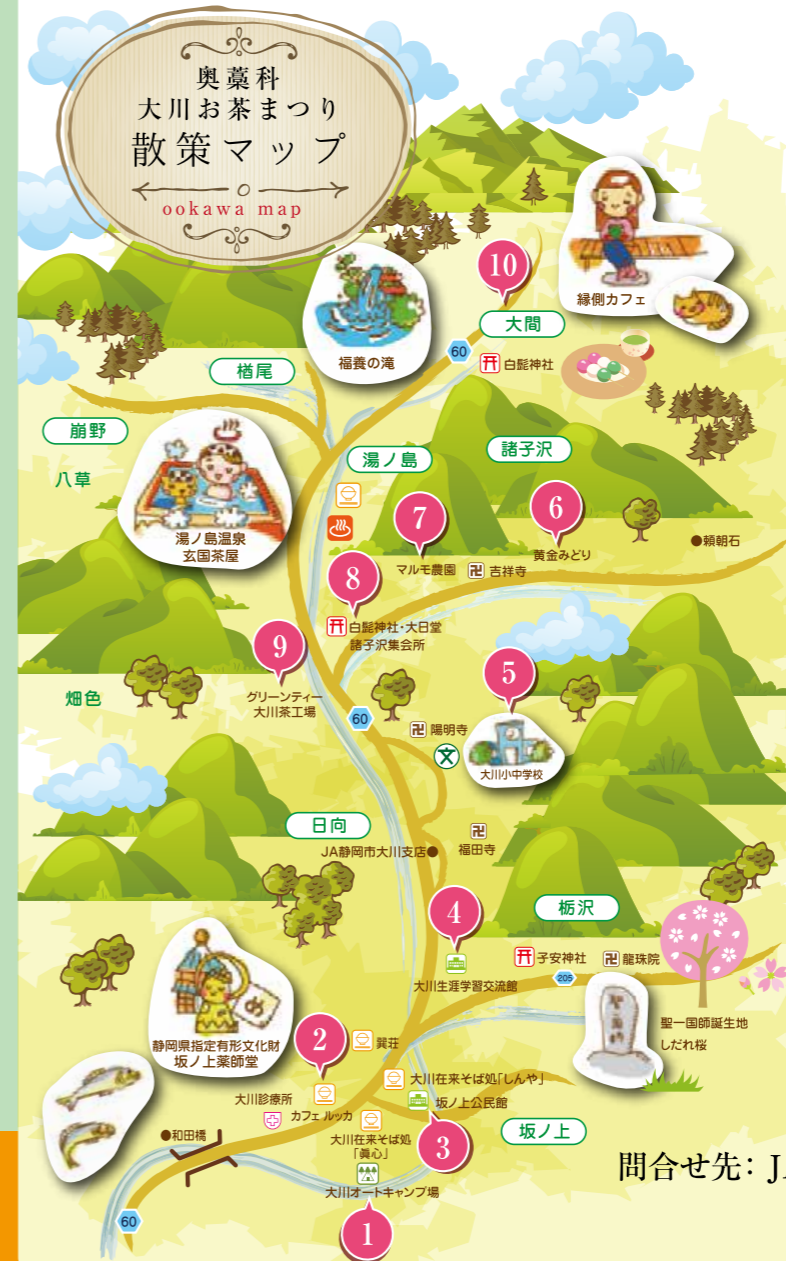 奥藁科
大川お茶まつり
散策マップ
ookawa map
縁側カフェ
10
大間
福養の滝
60
白髭神社
楢尾
崩野
八草
湯ノ島
諸子沢
湯ノ島温泉
玄国茶屋
7
6
黄金みどり
●頼朝石
マルモ農園
卍 吉祥寺
8
白髭神社・大日堂
諸子沢集会所
9
グリーンティー
大川茶工場
畑色
5
60
卍 陽明寺
文
大川小中学校
日向
JA静岡市大川支店●
卍
福田寺
4
栃沢
大川生涯学習交流館
子安神社
卍 龍珠院
205
聖一国師誕生地
しだれ桜
静岡県指定有形文化財
坂ノ上薬師堂
め
2
巽荘
大川在来そば処「しんや」
大川診療所
カフェ ルッカ
坂ノ上公民館
大川在来そば処
「眞心」
3
坂ノ上
●和田橋
大川オートキャンプ場
1
60
問合せ先：JA